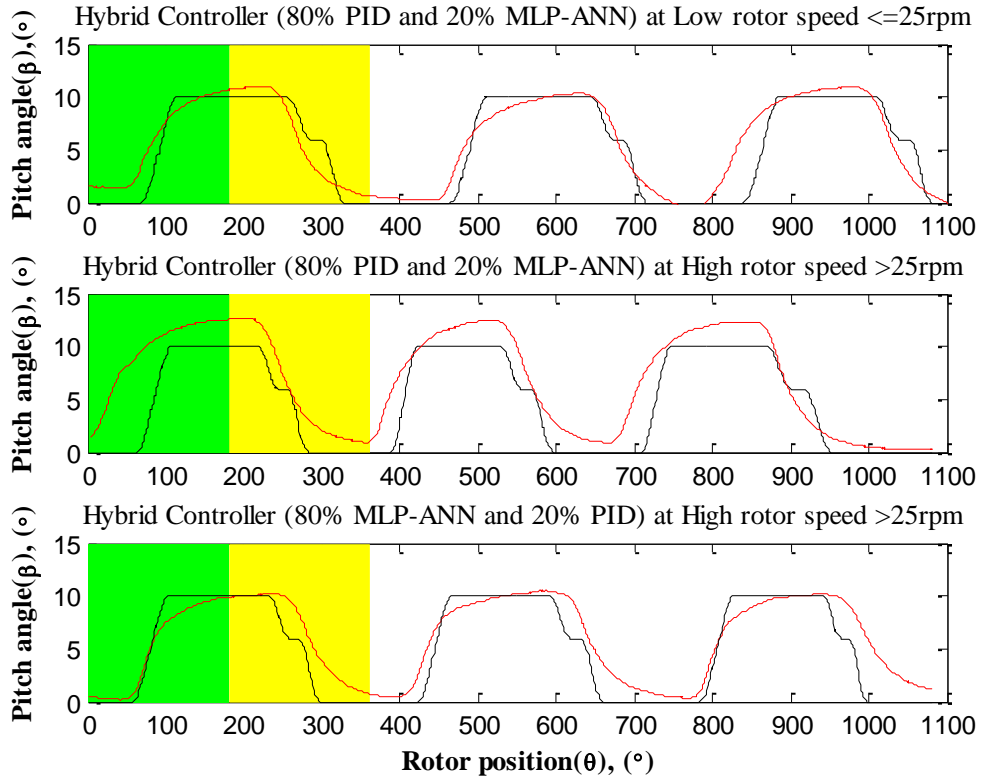 Hybrid Controller (80% PID and 20% MLP-ANN) at Low rotor speed <=25rpm
Pitch angle(β),(°)
15
10
5
0
0 100 200 300 400 500 600 700 800 900 1000 1100
Hybrid Controller (80% PID and 20% MLP-ANN) at High rotor speed >25rpm
Pitch angle(β), (°)
15
10
5
0
0 100 200 300 400 500 600 700 800 900 1000 1100
Hybrid Controller (80% MLP-ANN and 20% PID) at High rotor speed >25rpm
Pitch angle(β), (°)
15
10
5
0
0 100 200 300 400 500 600 700 800 900 1000 1100
Rotor position(θ), (°)